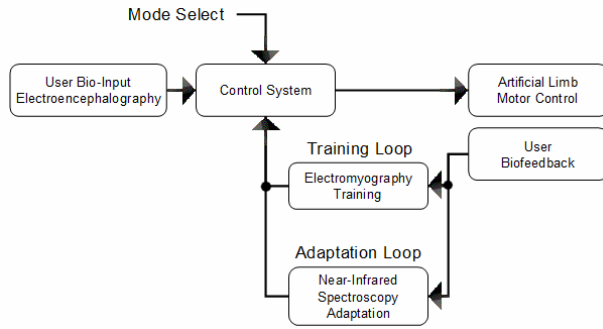 Mode Select
User Bio-Input
Electroencephalography
Control System
Artificial Limb
Motor Control
User
Biofeedback
Training Loop
Electromyography
Training
Adaptation Loop
Near-Infrared
Spectroscopy
Adaptation